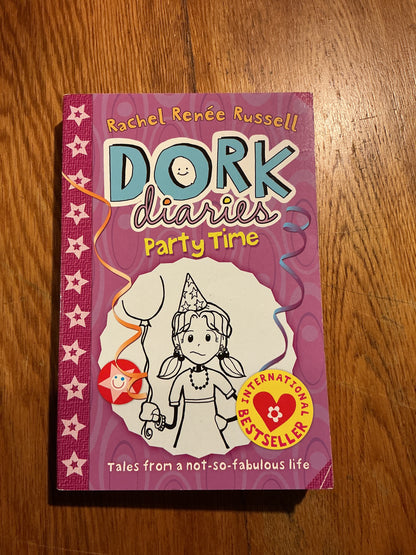 Rachel Renée Russell
DORK
diaries
Party Time
INTERNATIONAL
BESTSELLER
Tales from a not-so-fabulous life